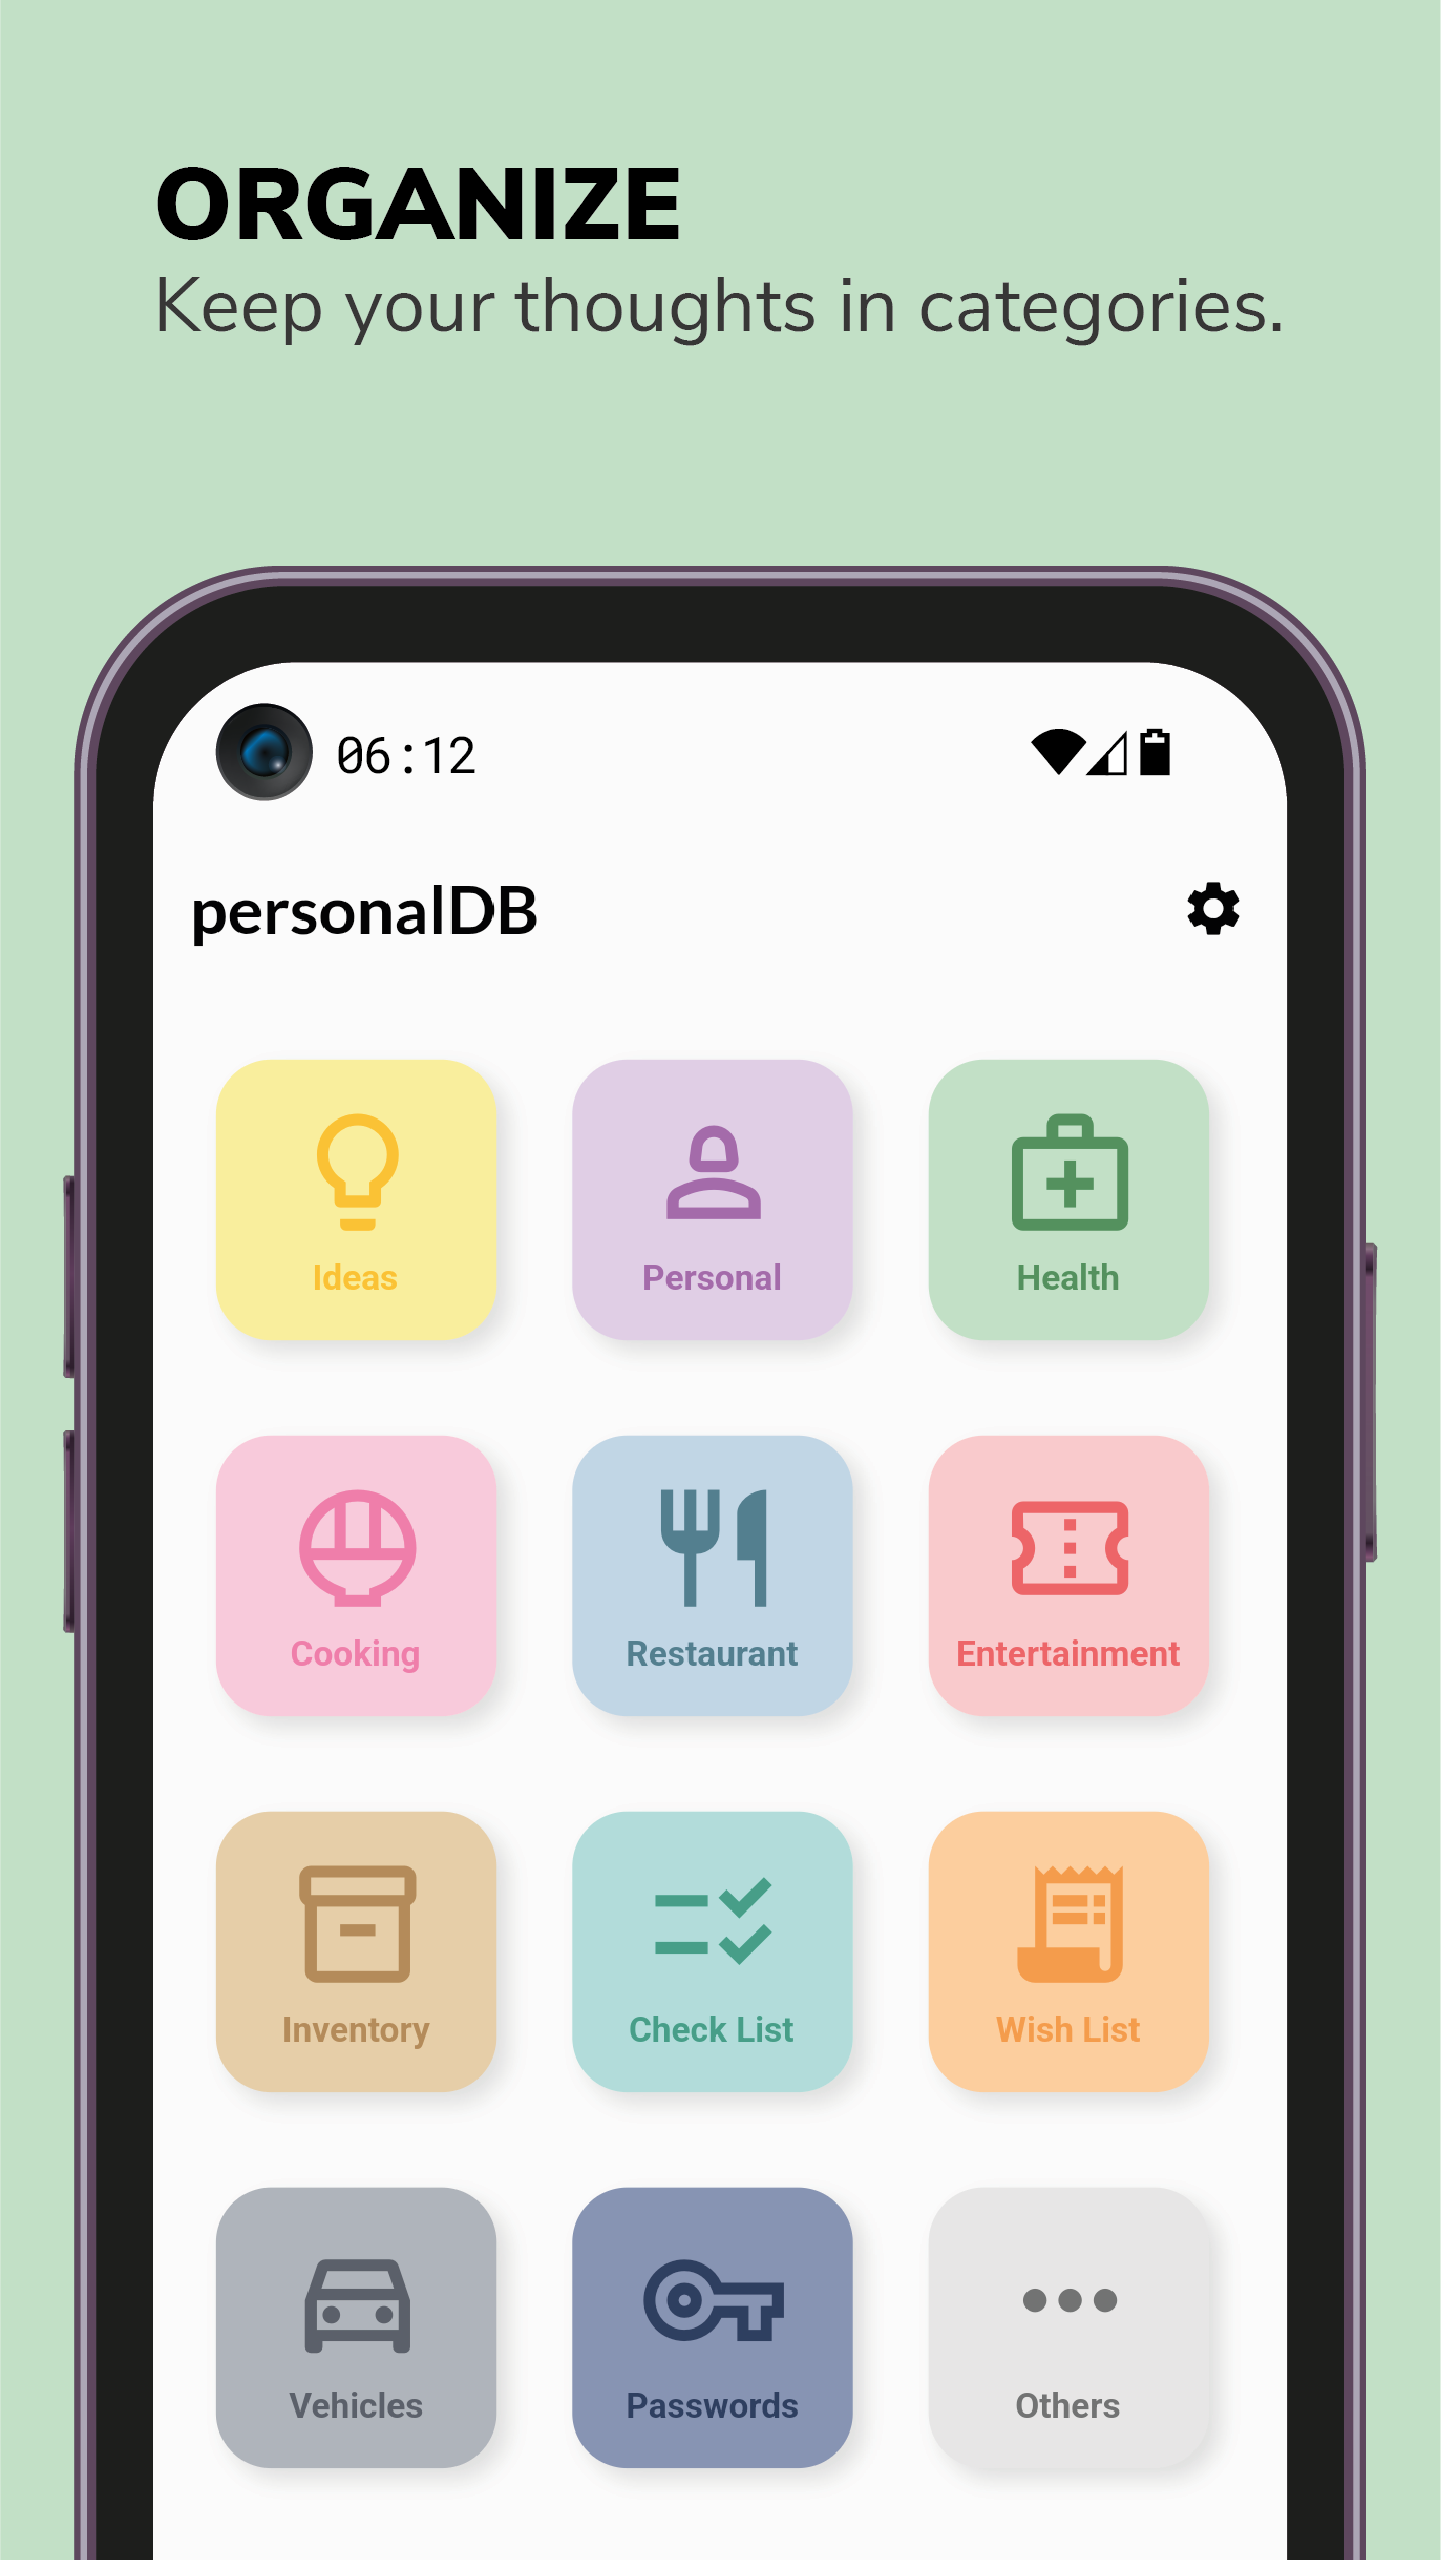 ORGANIZE
Keep your thoughts in categories.
06:12
personalDB
Ideas
Personal
Health
Cooking
Restaurant
Entertainment
Inventory
Check List
Wish List
Vehicles
Passwords
Others